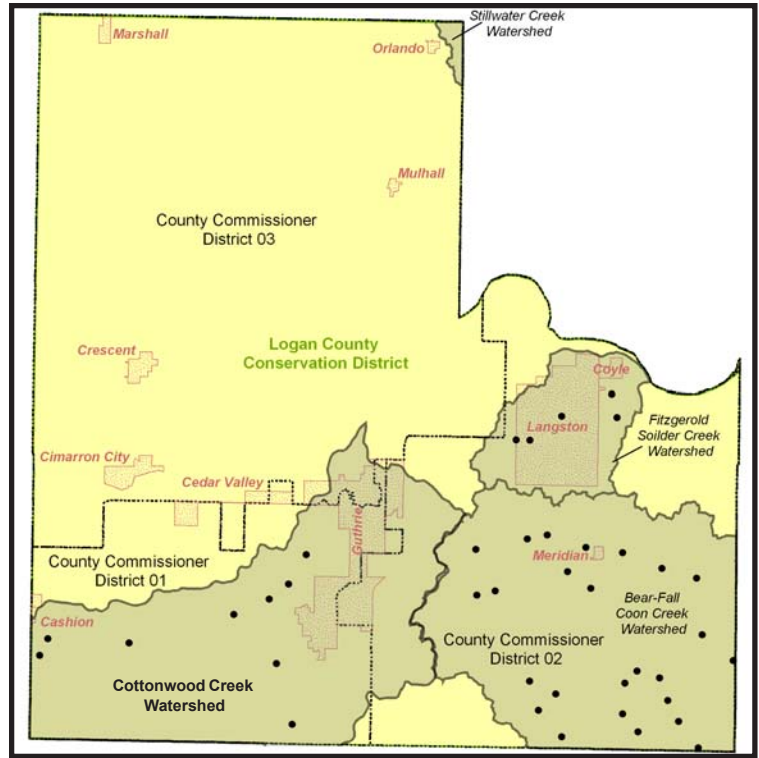 Stillwater Creek
Watershed
Marshall
Orlando
Mulhall
County Commissioner
District 03
Logan County
Conservation District
Crescent
Coyle
Langston
Fitzgerold
Soilder Creek
Watershed
Cimarron City
Cedar Valley
Guthrie
County Commissioner
District 01
Meridian
Bear-Fall
Coon Creek
Watershed
Cashion
County Commissioner
District 02
Cottonwood Creek
Watershed